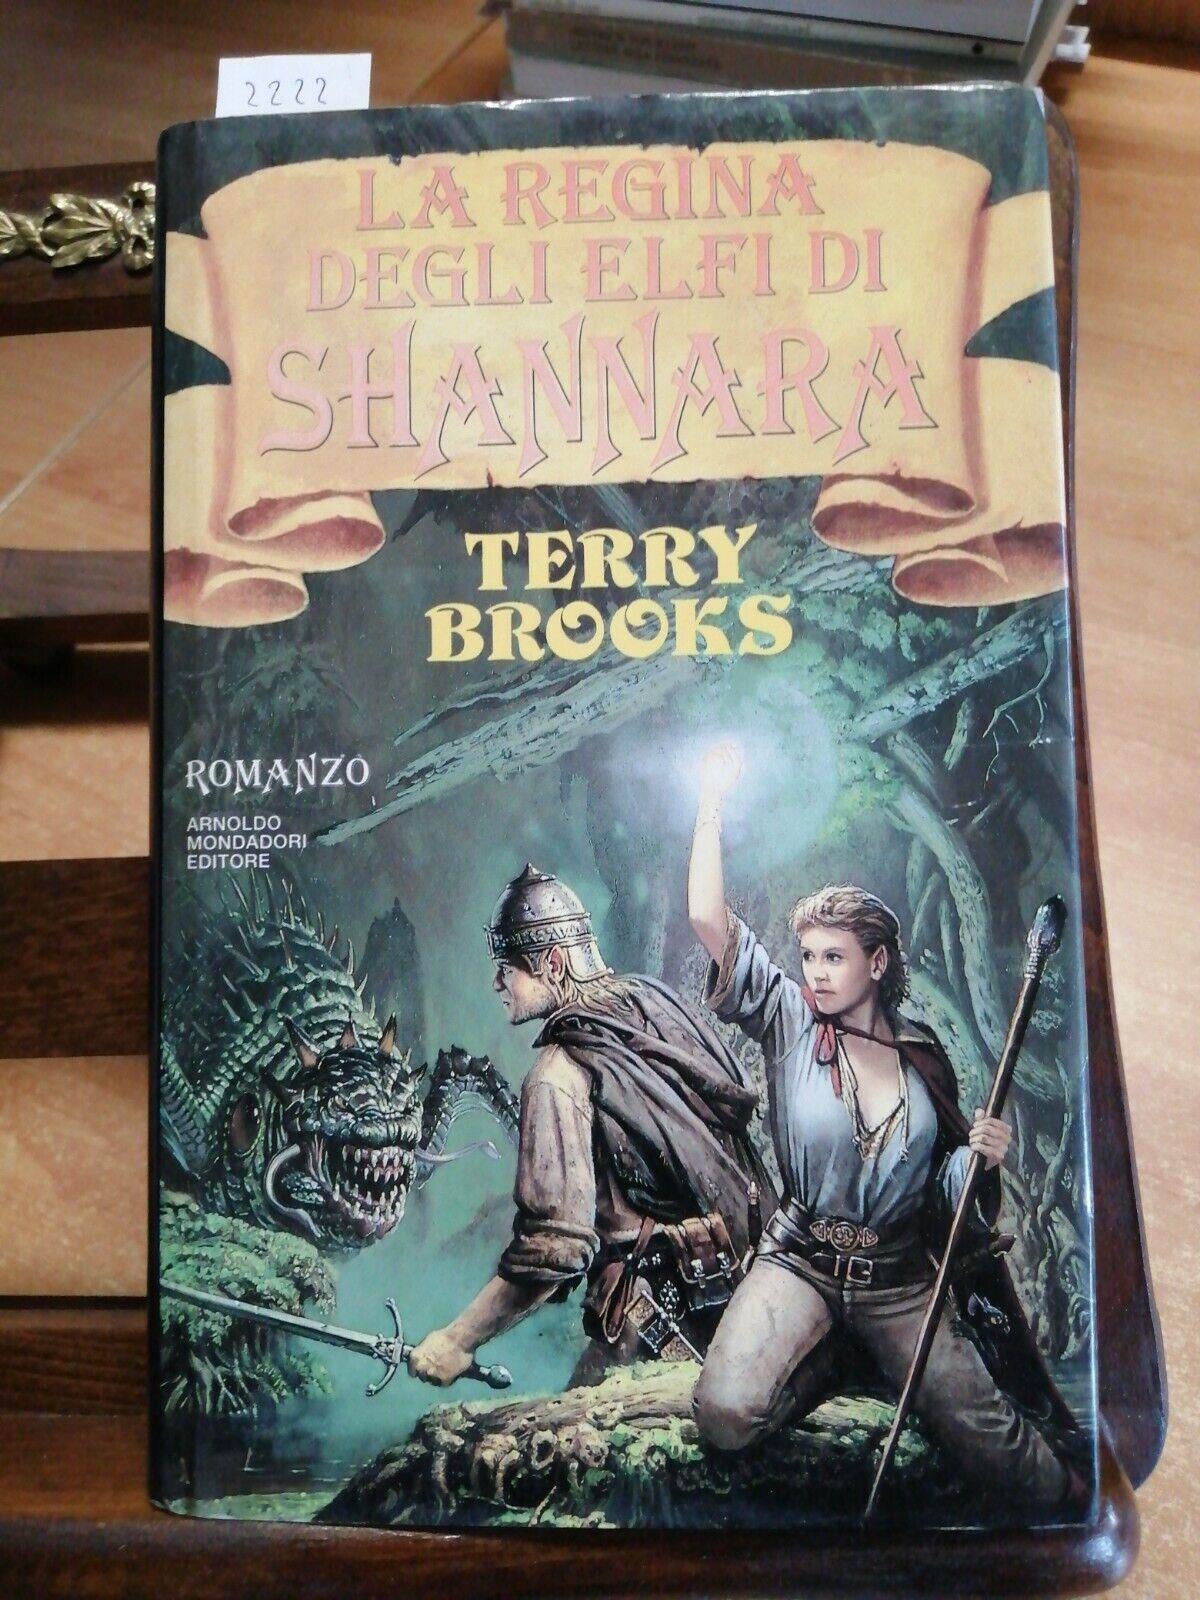 2222
LA REGINA
DEGLI ELFI DI
SHANNARA
TERRY
BROOKS
ROMANZO
ARNOLDO
MONDADORI
EDITORE